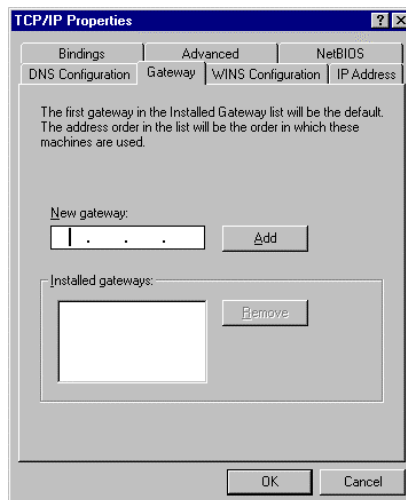 TCP/IP Properties
Bindings Advanced NetBIOS
DNS Configuration Gateway WINS Configuration IP Address
The first gateway in the Installed Gateway list will be the default.
The address order in the list will be the order in which these
machines are used.
New gateway:
. . .
Add
Installed gateways:
Remove
OK Cancel